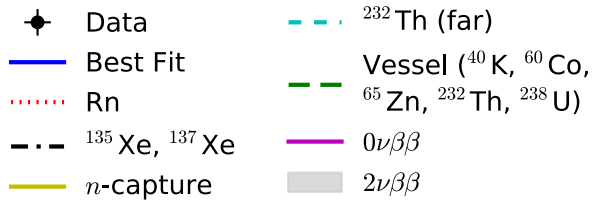 Data
Best Fit
Rn
¹³⁵Xe, ¹³⁷Xe
n-capture
²³²Th (far)
Vessel (⁴⁰K, ⁶⁰Co,
⁶⁵Zn, ²³²Th, ²³⁸U)
0νββ
2νββ